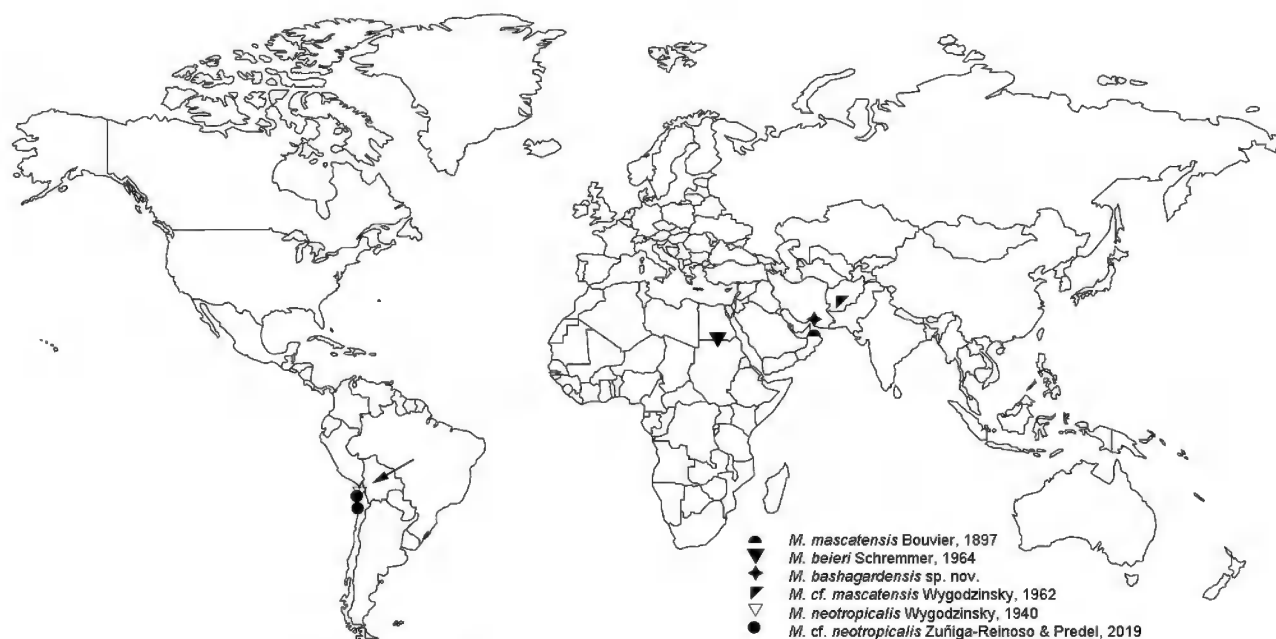 M. mascatensis Bouvier, 1897
M. beieri Schremmer, 1964
M. bashagardensis sp. nov.
M. cf. mascatensis Wygodzinsky, 1962
M. neotropicalis Wygodzinsky, 1940
M. cf. neotropicalis Zuñiga-Reinoso & Predel, 2019